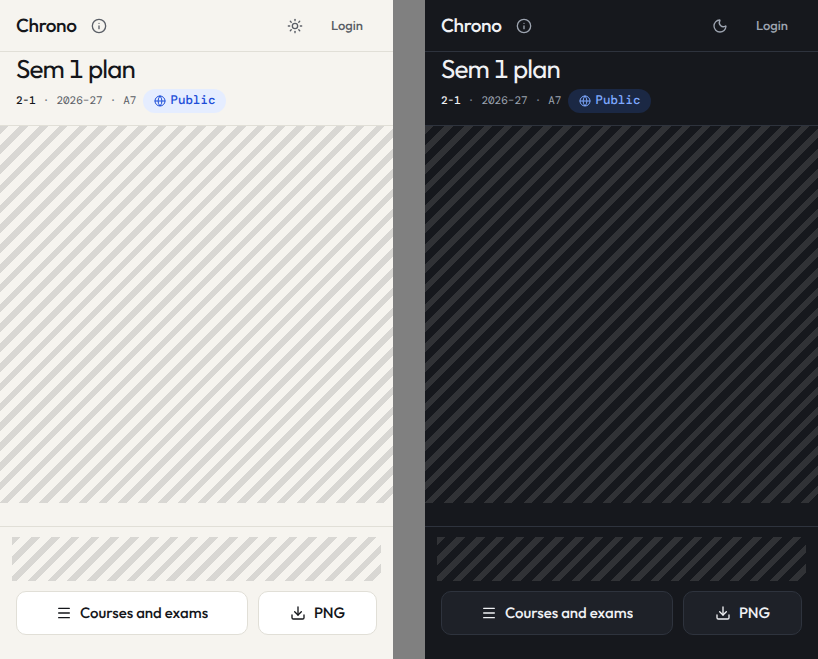 Chrono Login
Sem 1 plan
2-1 · 2026-27 · A7 Public
Courses and exams PNG
Chrono Login
Sem 1 plan
2-1 · 2026-27 · A7 Public
Courses and exams PNG